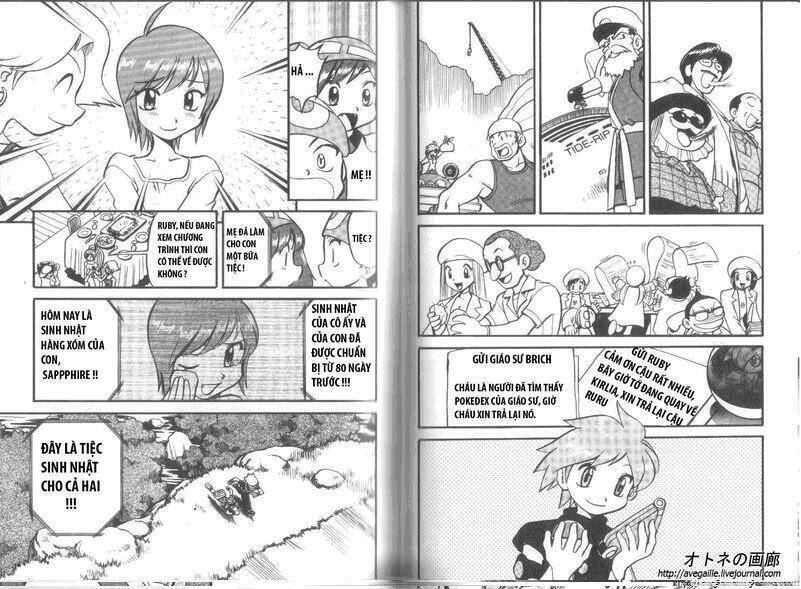 HẢ ...
MẸ !!
TIỆC ?
MẸ ĐÃ LÀM
CHO CON
MỘT BỮA
TIỆC !
RUBY, NẾU ĐANG
XEM CHƯƠNG
TRÌNH THÌ CON
CÓ THỂ VỀ ĐƯỢC
KHÔNG ?
SINH NHẬT
CỦA CÔ ẤY VÀ
CỦA CON ĐÃ
ĐƯỢC CHUẨN
BỊ TỪ 80 NGÀY
TRƯỚC !!!
HÔM NAY LÀ
SINH NHẬT
HÀNG XÓM CỦA
CON,
SAPPPHIRE !!
ĐÂY LÀ TIỆC
SINH NHẬT
CHO CẢ HAI
!!!
TIDE-RIP
GỬI GIÁO SƯ BRICH
CHÁU LÀ NGƯỜI ĐÃ TÌM THẤY
POKEDEX CỦA GIÁO SƯ, GIỜ
CHÁU XIN TRẢ LẠI NÓ.
GỬI RUBY
CẢM ƠN CẬU RẤT NHIỀU,
BÂY GIỜ TỚ ĐANG QUAY VỀ
KIRLIA, XIN TRẢ LẠI CẬU
RURU
オトネの画廊
http://avegaille.livejournal.com